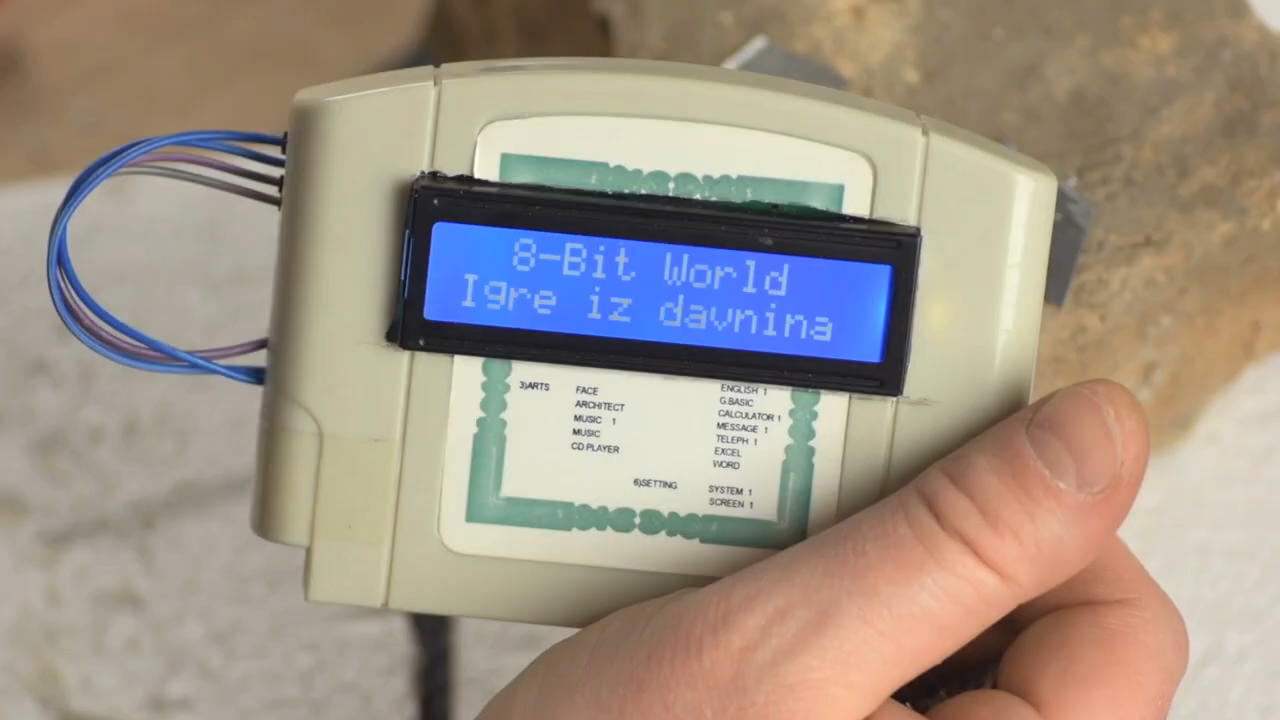 8-Bit World
Igre iz davnina
3)ARTS
FACE
ARCHITECT
MUSIC 1
MUSIC
CD PLAYER
ENGLISH 1
G.BASIC
CALCULATOR 1
MESSAGE 1
TELEPH 1
EXCEL
WORD
6)SETTING
SYSTEM 1
SCREEN 1